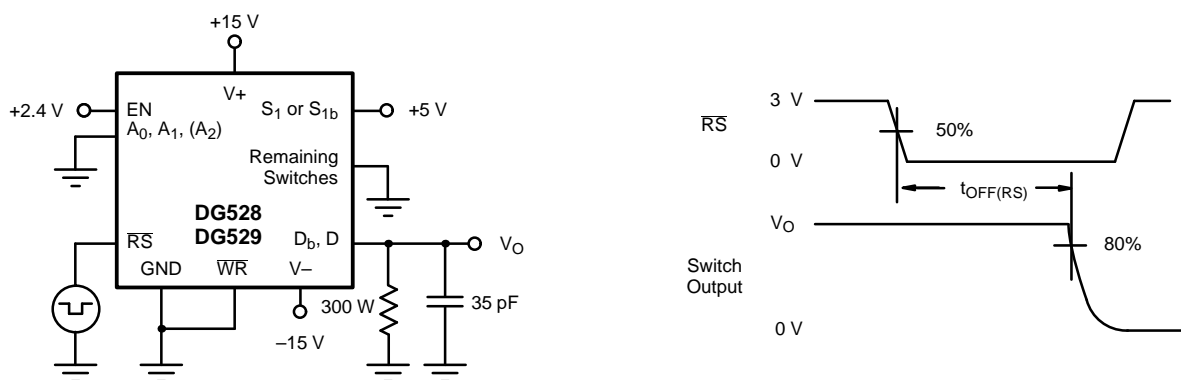 +15 V
V+
+2.4 V
EN
S1 or S1b
+5 V
A0, A1, (A2)
Remaining
Switches
DG528
DG529
RS
Db, D
VO
GND
WR
V–
300 W
35 pF
–15 V
3 V
RS
50%
0 V
tOFF(RS)
VO
80%
Switch
Output
0 V